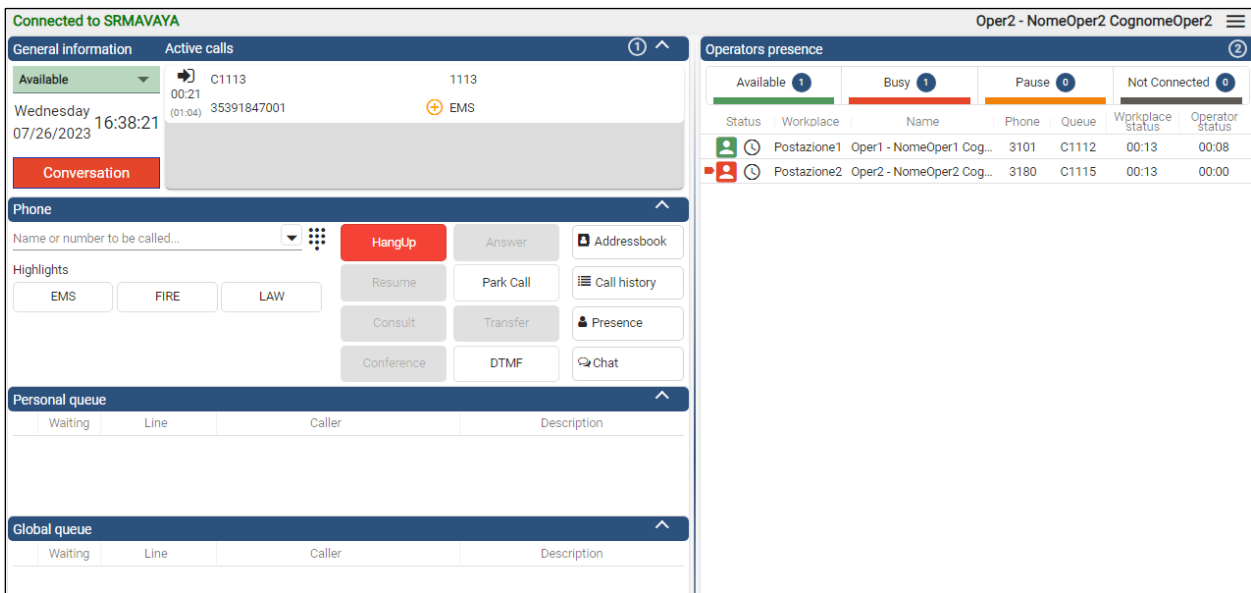 Connected to SRMAVAYA
Oper2 - NomeOper2 CognomeOper2
General information Active calls 1
Available
Wednesday
07/26/2023 16:38:21
Conversation
C1113 1113
00:21
(01:04) 35391847001 EMS
Phone
Name or number to be called...
Highlights
EMS FIRE LAW
HangUp Answer Addressbook
Resume Park Call Call history
Consult Transfer Presence
Conference DTMF Chat
Personal queue
Waiting Line Caller Description
Global queue
Waiting Line Caller Description
Operators presence 2
Available 1 Busy 1 Pause 0 Not Connected 0
Status Workplace Name Phone Queue Workplace status Operator status
Postazione1 Oper1 - NomeOper1 Cog... 3101 C1112 00:13 00:08
Postazione2 Oper2 - NomeOper2 Cog... 3180 C1115 00:13 00:00